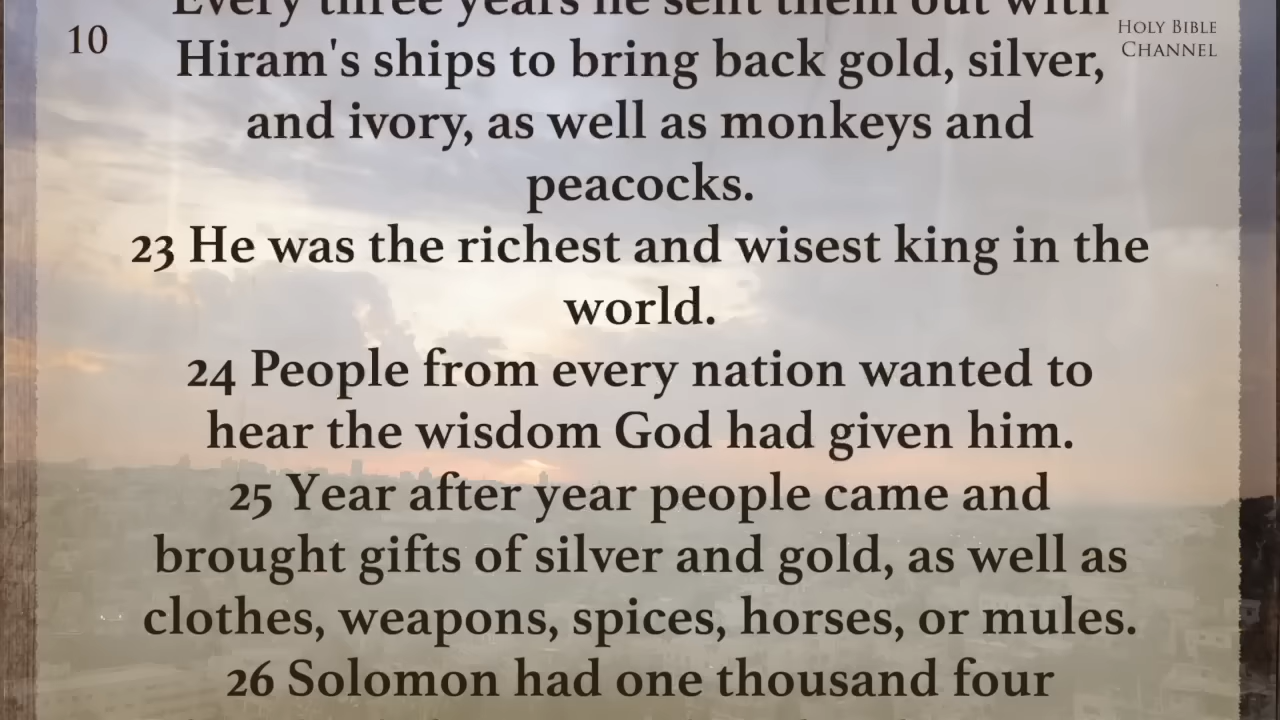 Every three years he sent them out with
10
HOLY BIBLE
CHANNEL
Hiram's ships to bring back gold, silver,
and ivory, as well as monkeys and
peacocks.
23 He was the richest and wisest king in the
world.
24 People from every nation wanted to
hear the wisdom God had given him.
25 Year after year people came and
brought gifts of silver and gold, as well as
clothes, weapons, spices, horses, or mules.
26 Solomon had one thousand four